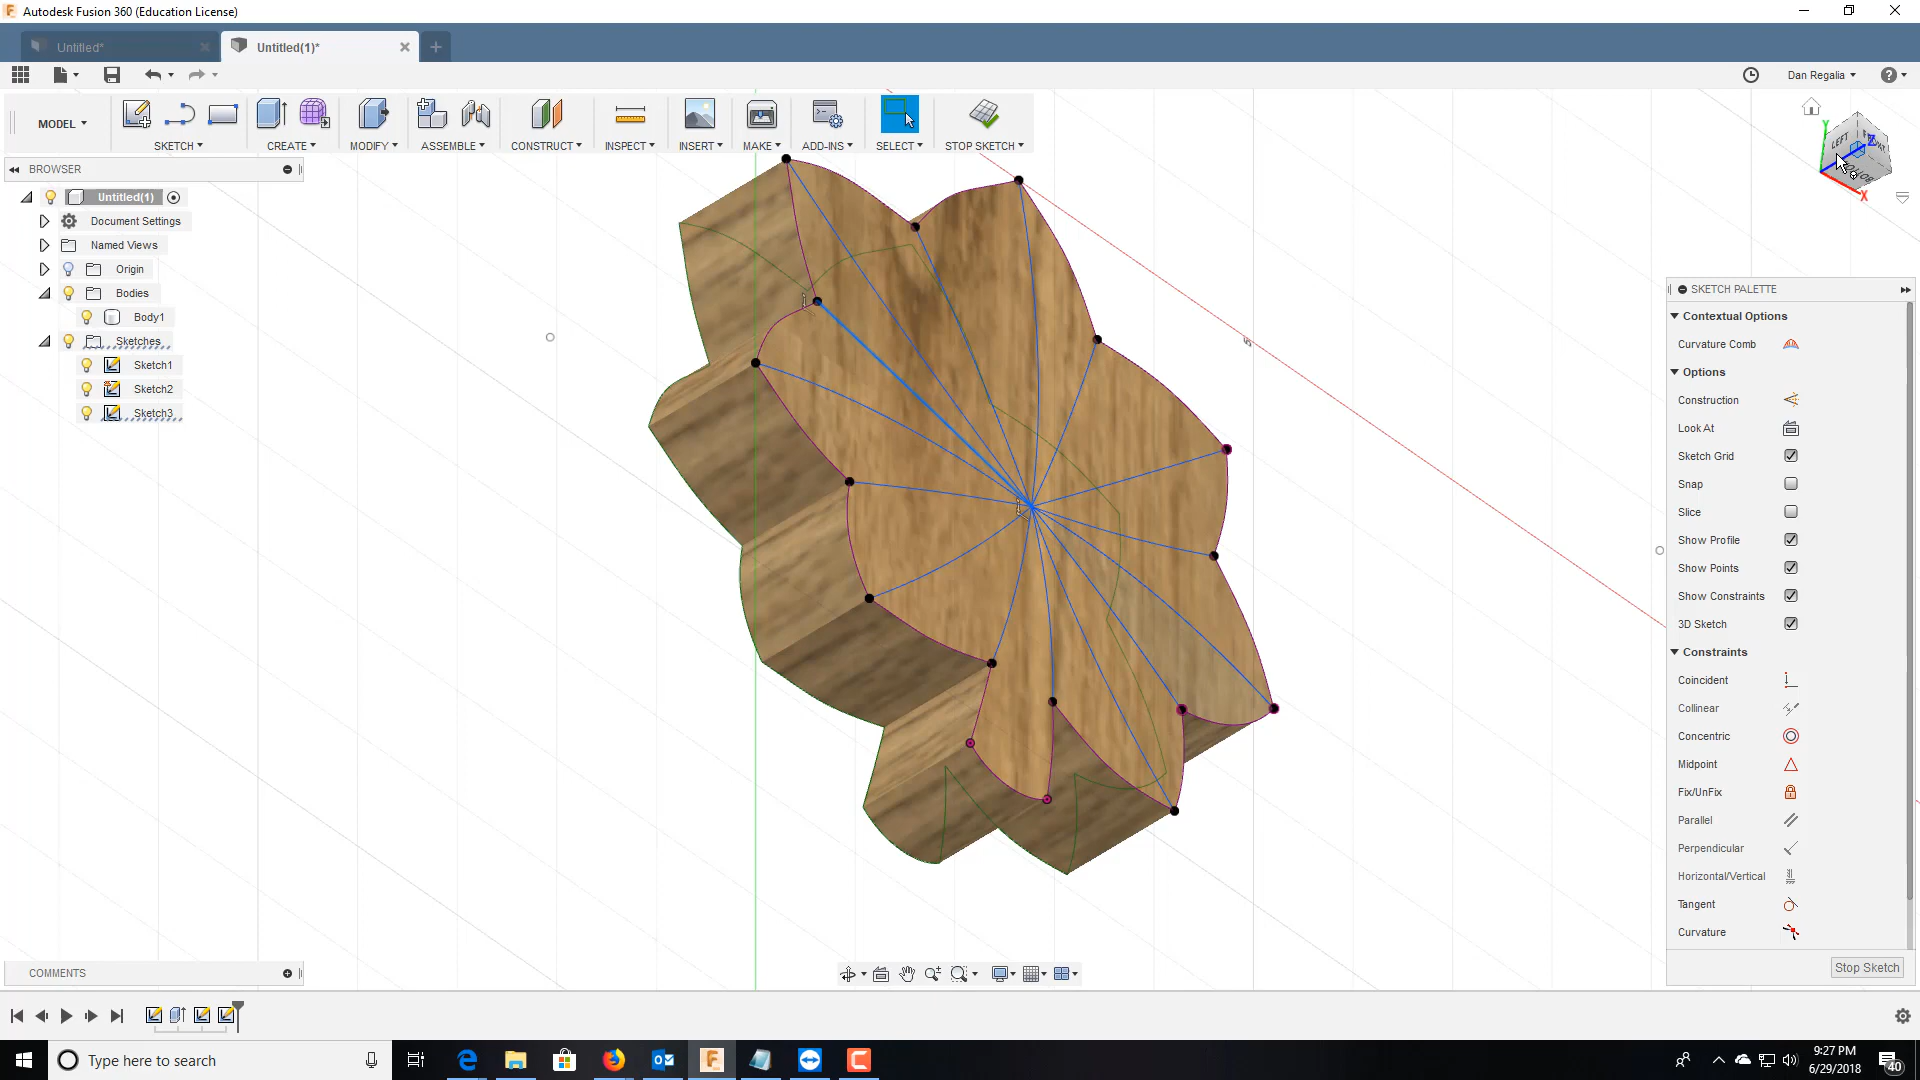 Autodesk Fusion 360 (Education License)
Untitled*
Untitled(1)*
Dan Regalia
MODEL
SKETCH
CREATE
MODIFY
ASSEMBLE
CONSTRUCT
INSPECT
INSERT
MAKE
ADD-INS
SELECT
STOP SKETCH
LEFT
BOTTOM
Y
Z
X
BROWSER
Untitled(1)
Document Settings
Named Views
Origin
Bodies
Body1
Sketches
Sketch1
Sketch2
Sketch3
SKETCH PALETTE
Contextual Options
Curvature Comb
Options
Construction
Look At
Sketch Grid
Snap
Slice
Show Profile
Show Points
Show Constraints
3D Sketch
Constraints
Coincident
Collinear
Concentric
Midpoint
Fix/UnFix
Parallel
Perpendicular
Horizontal/Vertical
Tangent
Curvature
Stop Sketch
COMMENTS
Type here to search
9:27 PM
6/29/2018
40